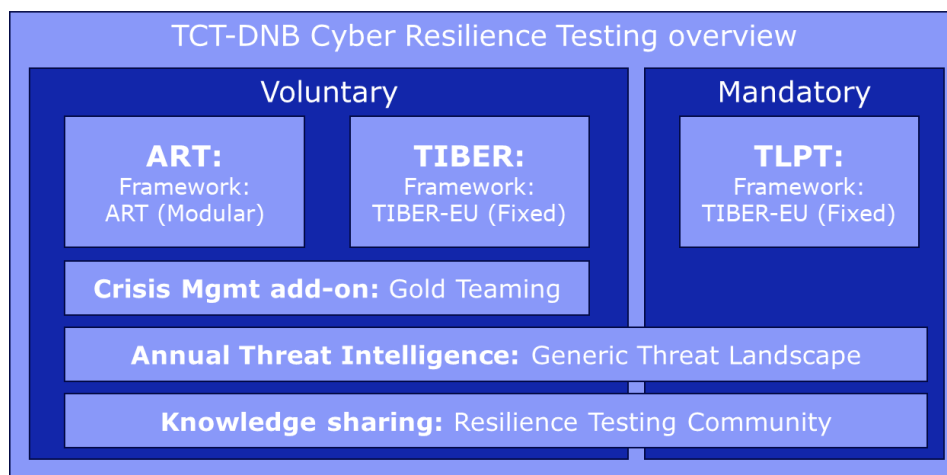 TCT-DNB Cyber Resilience Testing overview
Voluntary
Mandatory
ART:
Framework:
ART (Modular)
TIBER:
Framework:
TIBER-EU (Fixed)
TLPT:
Framework:
TIBER-EU (Fixed)
Crisis Mgmt add-on: Gold Teaming
Annual Threat Intelligence: Generic Threat Landscape
Knowledge sharing: Resilience Testing Community